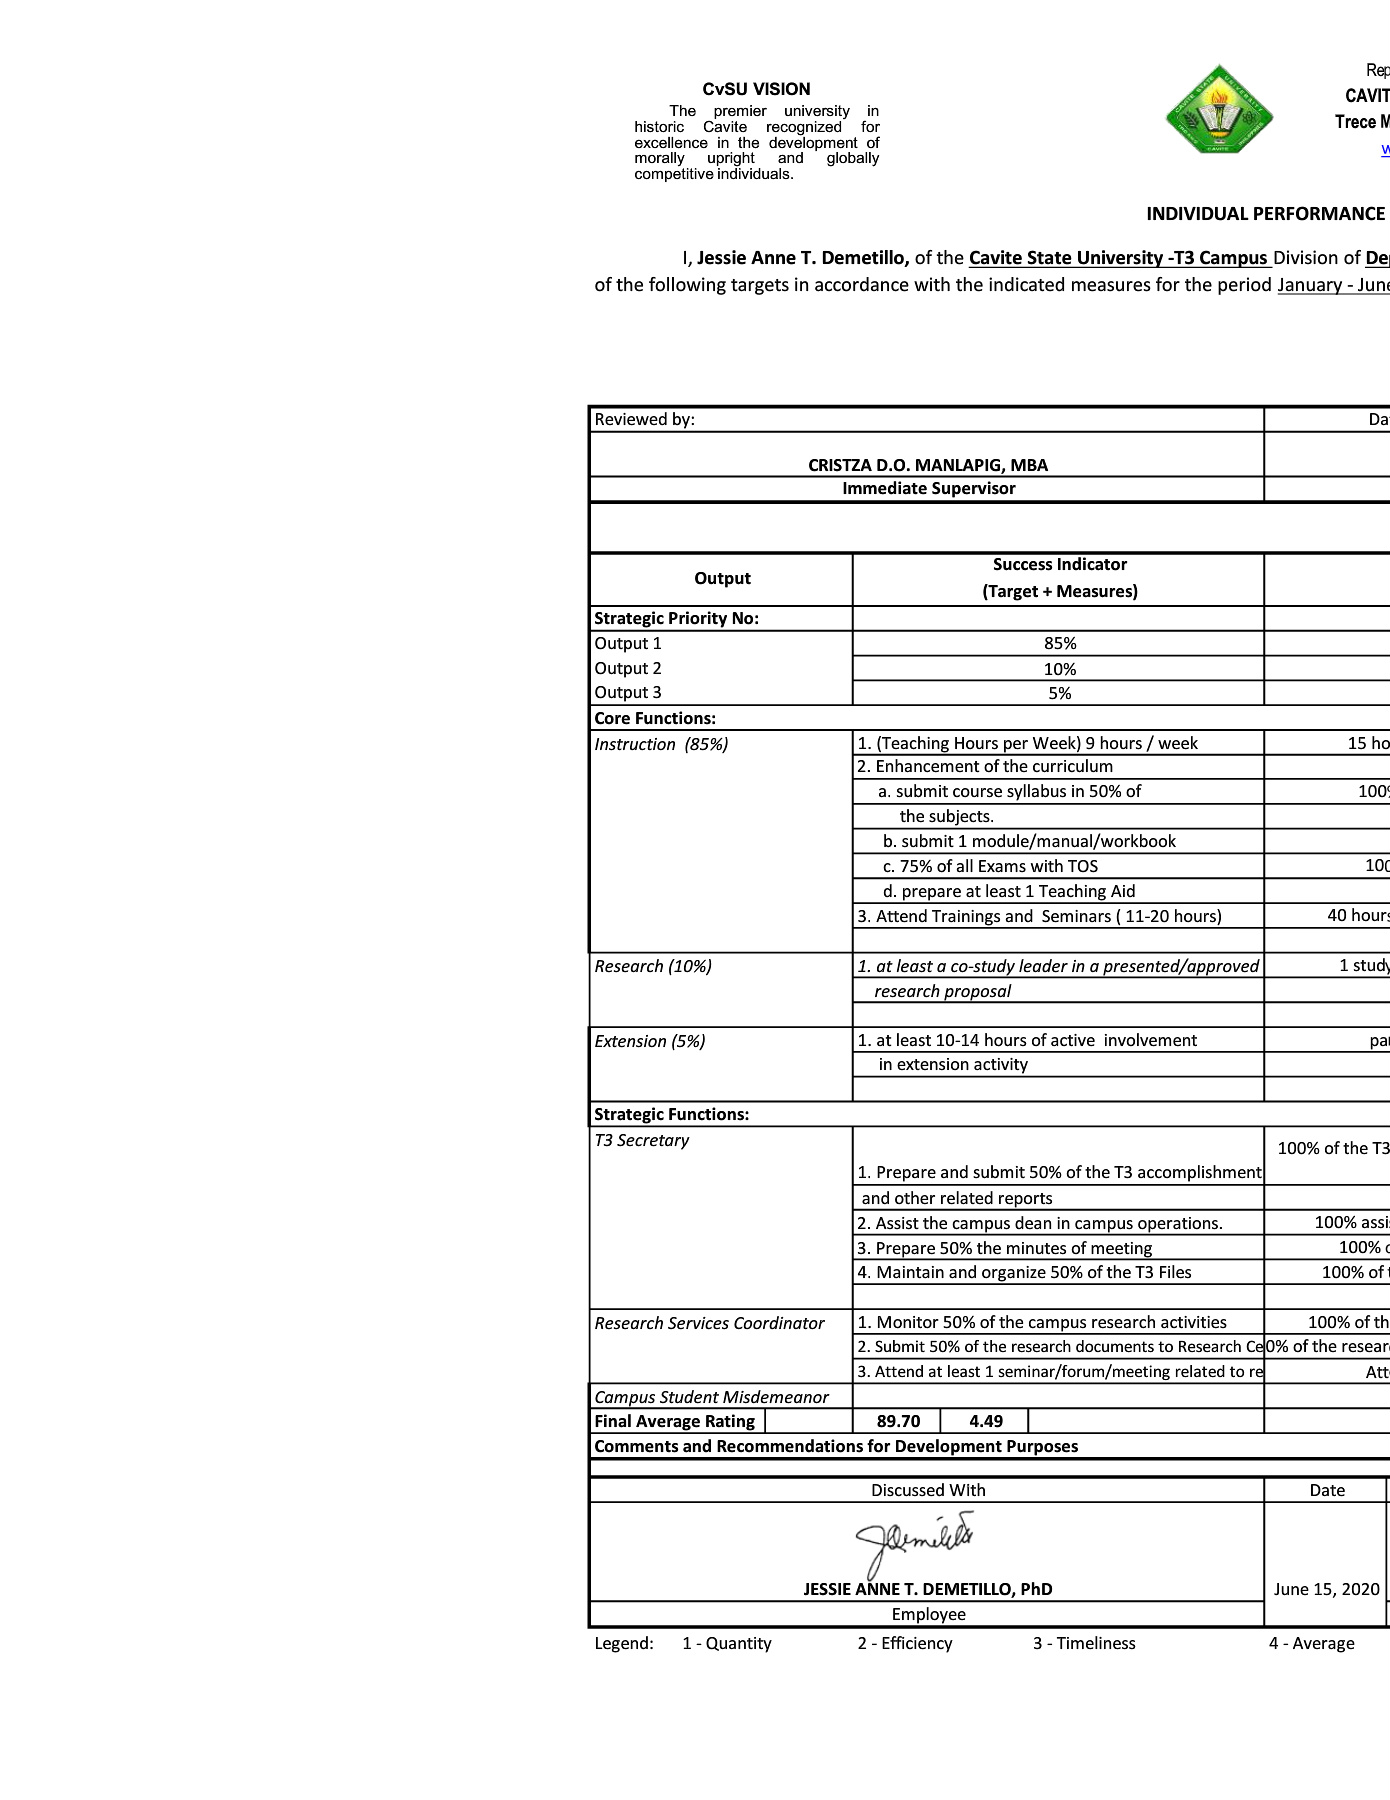 CvSU VISION
The premier university in
historic Cavite recognized for
excellence in the development of
morally upright and globally
competitive individuals.
Rep
CAVIT
Trece M
w
INDIVIDUAL PERFORMANCE
I, Jessie Anne T. Demetillo, of the Cavite State University -T3 Campus Division of Dep
of the following targets in accordance with the indicated measures for the period January - June
Reviewed by: Da
CRISTZA D.O. MANLAPIG, MBA
Immediate Supervisor
Output Success Indicator
(Target + Measures)
Strategic Priority No:
Output 1 85%
Output 2 10%
Output 3 5%
Core Functions:
Instruction (85%) 1. (Teaching Hours per Week) 9 hours / week 15 ho
2. Enhancement of the curriculum
a. submit course syllabus in 50% of 100%
the subjects.
b. submit 1 module/manual/workbook
c. 75% of all Exams with TOS 100
d. prepare at least 1 Teaching Aid
3. Attend Trainings and Seminars ( 11-20 hours) 40 hours
Research (10%) 1. at least a co-study leader in a presented/approved 1 study
research proposal
Extension (5%) 1. at least 10-14 hours of active involvement pa
in extension activity
Strategic Functions:
T3 Secretary 100% of the T3
1. Prepare and submit 50% of the T3 accomplishment
and other related reports
2. Assist the campus dean in campus operations. 100% assi
3. Prepare 50% the minutes of meeting 100% o
4. Maintain and organize 50% of the T3 Files 100% of t
Research Services Coordinator 1. Monitor 50% of the campus research activities 100% of th
2. Submit 50% of the research documents to Research Ce 0% of the resear
3. Attend at least 1 seminar/forum/meeting related to re Att
Campus Student Misdemeanor
Final Average Rating 89.70 4.49
Comments and Recommendations for Development Purposes
Discussed With Date
JESSIE ANNE T. DEMETILLO, PhD June 15, 2020
Employee
Legend: 1 - Quantity 2 - Efficiency 3 - Timeliness 4 - Average